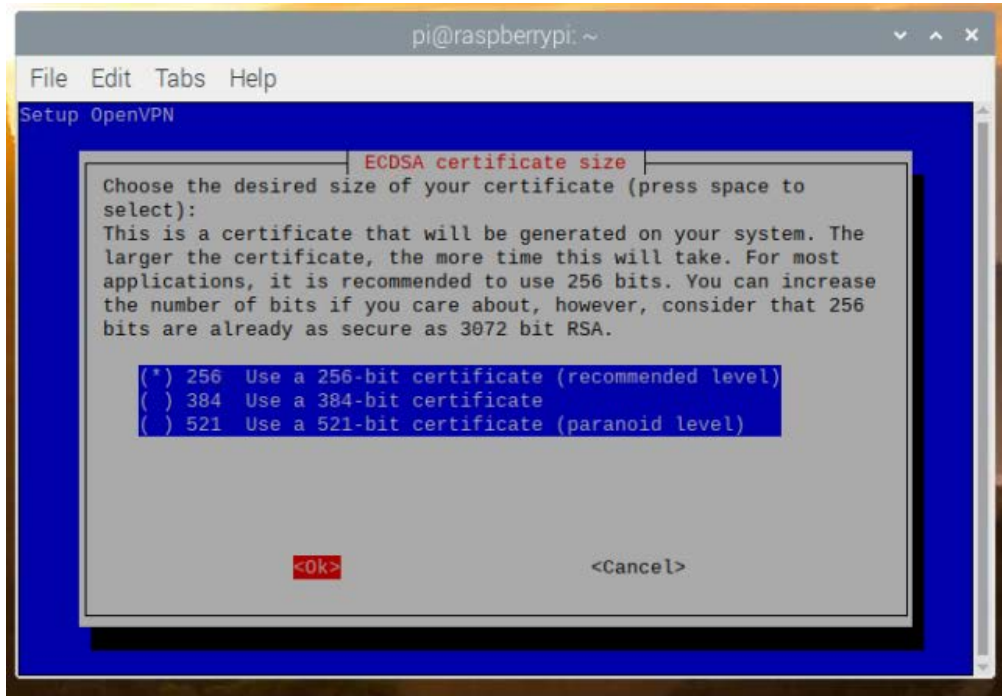 pi@raspberrypi: ~
File Edit Tabs Help
Setup OpenVPN
ECDSA certificate size
Choose the desired size of your certificate (press space to
select):
This is a certificate that will be generated on your system. The
larger the certificate, the more time this will take. For most
applications, it is recommended to use 256 bits. You can increase
the number of bits if you care about, however, consider that 256
bits are already as secure as 3072 bit RSA.
(*) 256 Use a 256-bit certificate (recommended level)
( ) 384 Use a 384-bit certificate
( ) 521 Use a 521-bit certificate (paranoid level)
<Ok> <Cancel>